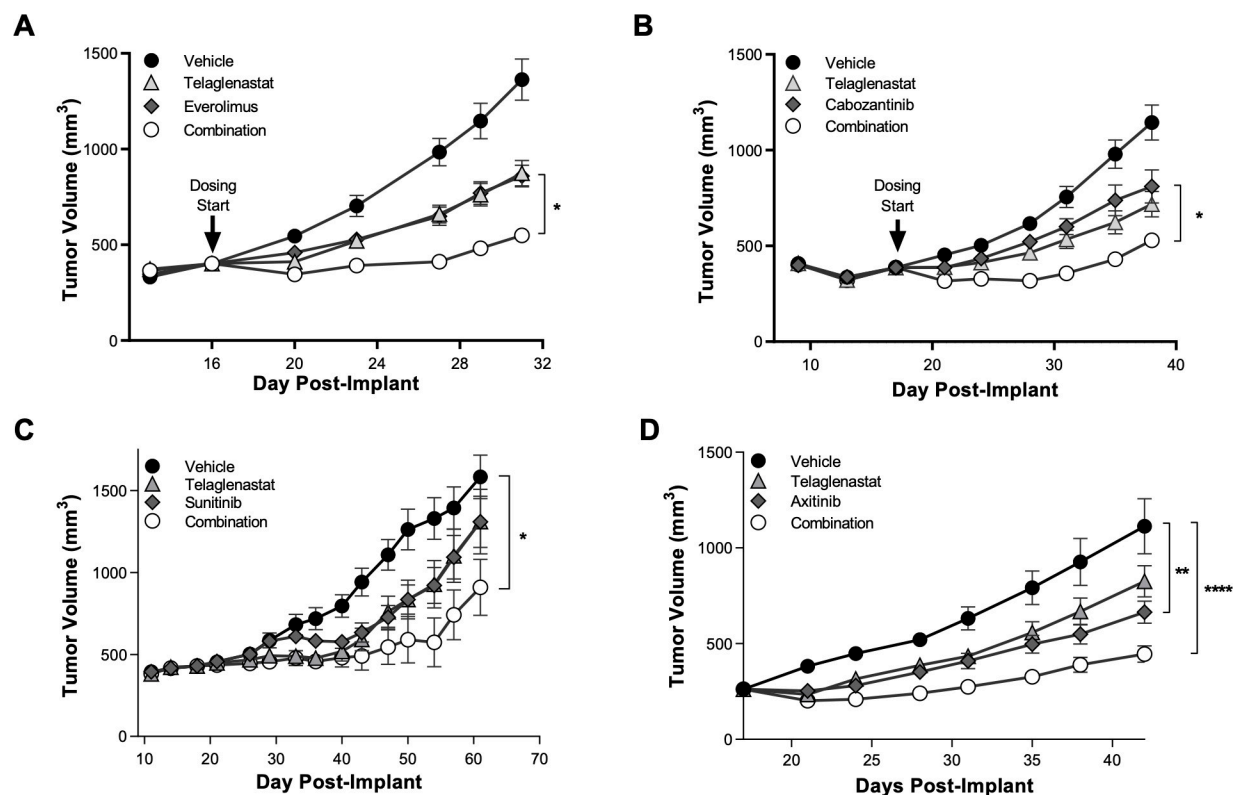 A
Tumor Volume (mm³)
1500
1000
500
0
Vehicle
Telaglenastat
Everolimus
Combination
Dosing
Start
*
16 20 24 28 32
Day Post-Implant
B
Tumor Volume (mm³)
1500
1000
500
0
Vehicle
Telaglenastat
Cabozantinib
Combination
Dosing
Start
*
10 20 30 40
Day Post-Implant
C
Tumor Volume (mm³)
1500
1000
500
0
Vehicle
Telaglenastat
Sunitinib
Combination
*
10 20 30 40 50 60 70
Day Post-Implant
D
Tumor Volume (mm³)
1500
1000
500
0
Vehicle
Telaglenastat
Axitinib
Combination
**
****
20 25 30 35 40
Days Post-Implant